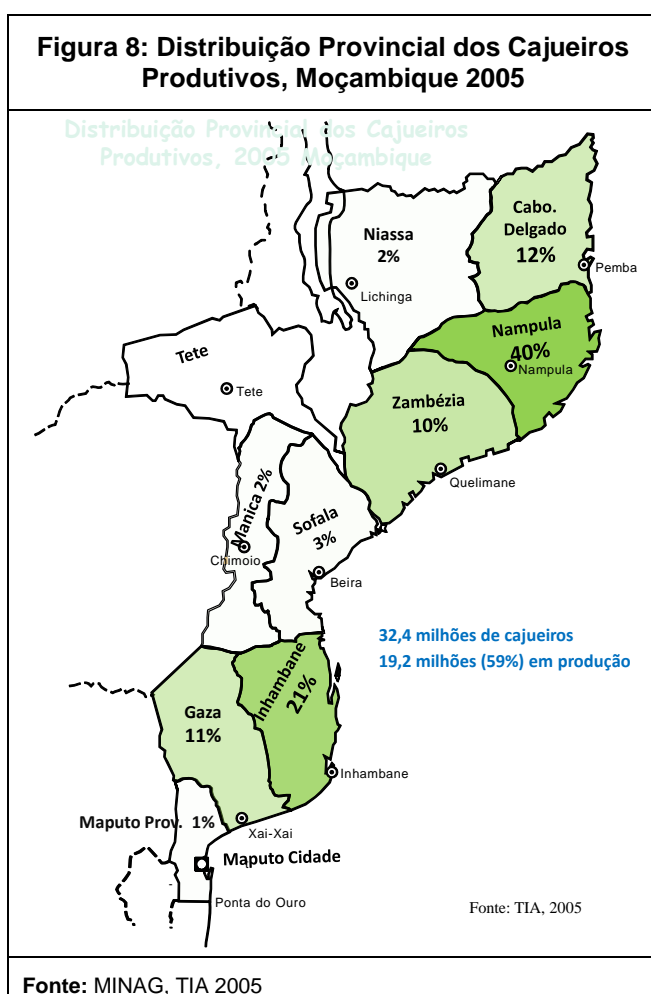 Figura 8: Distribuição Provincial dos Cajueiros
Produtivos, Moçambique 2005
Distribuição Provincial dos Cajueiros
Produtivos, 2005 Moçambique
Cabo.
Delgado
12%
Niassa
2%
Pemba
Lichinga
Nampula
40%
Nampula
Tete
Tete
Zambézia
10%
Quelimane
Manica 2%
Sofala
3%
Chimoio
Beira
32,4 milhões de cajueiros
19,2 milhões (59%) em produção
Inhambane
21%
Gaza
11%
Inhambane
Maputo Prov. 1%
Xai-Xai
Maputo Cidade
Ponta do Ouro
Fonte: TIA, 2005
Fonte: MINAG, TIA 2005